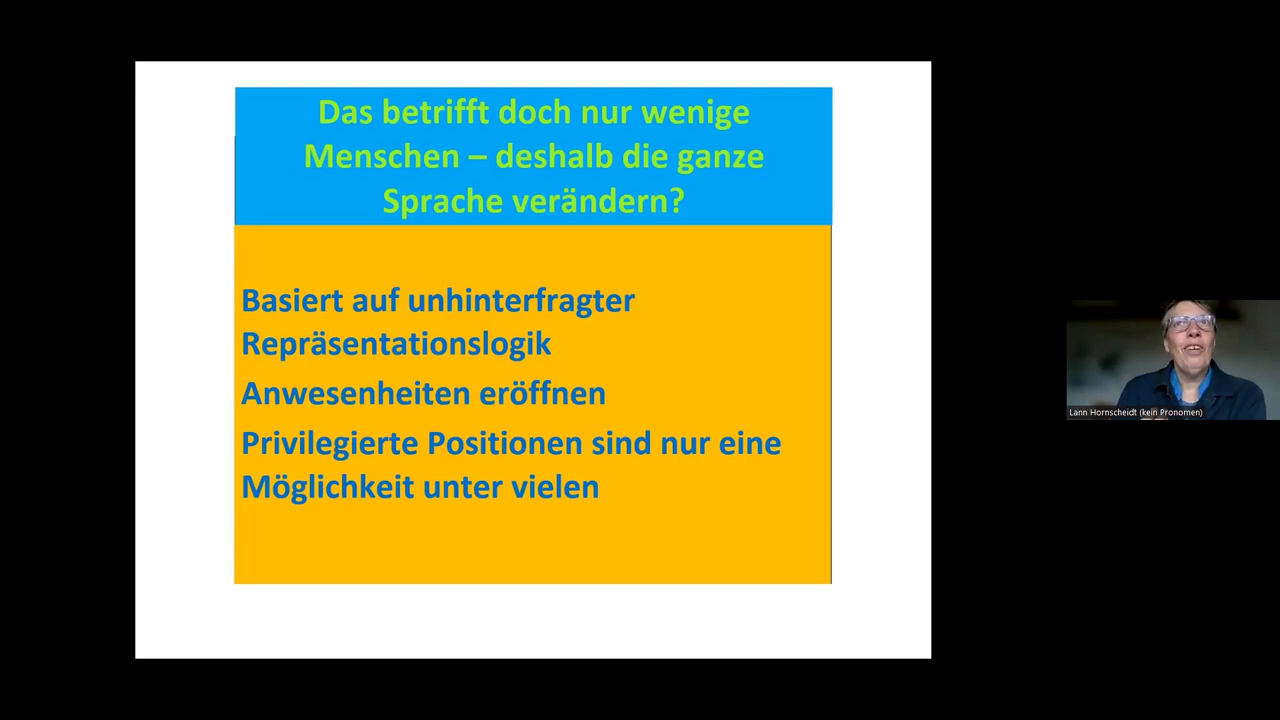 Das betrifft doch nur wenige
Menschen – deshalb die ganze
Sprache verändern?
Basiert auf unhinterfragter
Repräsentationslogik
Anwesenheiten eröffnen
Privilegierte Positionen sind nur eine
Möglichkeit unter vielen
Lann Hornscheidt (kein Pronomen)